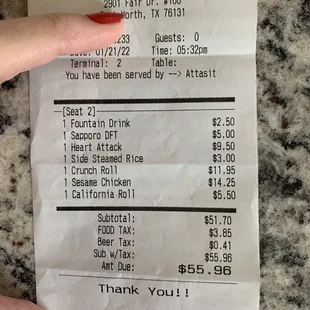 2901 Fair Dr. #100
North, TX 76131
233 Guests: 0
Date: 01/21/22 Time: 05:32pm
Terminal: 2 Table:
You have been served by --> Attasit
[Seat 2]
1 Fountain Drink $2.50
1 Sapporo DFT $5.00
1 Heart Attack $9.50
1 Side Steamed Rice $3.00
1 Crunch Roll $11.95
1 Sesame Chicken $14.25
1 California Roll $5.50
Subtotal: $51.70
FOOD TAX: $3.85
Beer Tax: $0.41
Sub w/Tax: $55.96
Amt Due: $55.96
Thank You!!